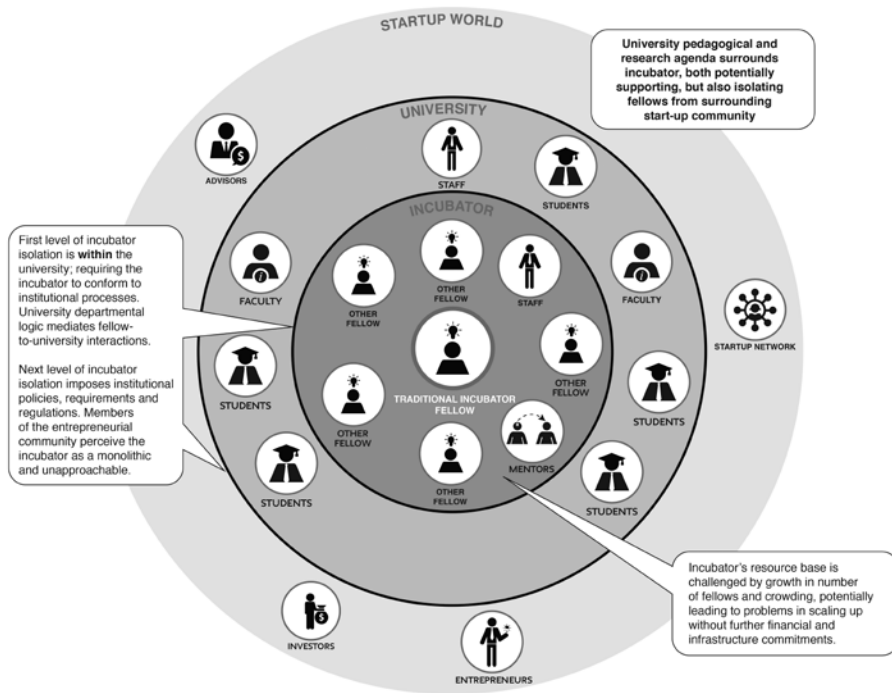 STARTUP WORLD
University pedagogical and
research agenda surrounds
incubator, both potentially
supporting, but also isolating
fellows from surrounding
start-up community
UNIVERSITY
ADVISORS
STAFF
STUDENTS
INCUBATOR
First level of incubator
isolation is within the
university; requiring the
incubator to conform to
institutional processes.
University departmental
logic mediates fellow-
to-university interactions.
Next level of incubator
isolation imposes institutional
policies, requirements and
regulations. Members
of the entrepreneurial
community perceive the
incubator as a monolithic
and unapproachable.
FACULTY
OTHER
FELLOW
OTHER
FELLOW
STAFF
FACULTY
STARTUP NETWORK
STUDENTS
OTHER
FELLOW
TRADITIONAL INCUBATOR
FELLOW
OTHER
FELLOW
STUDENTS
STUDENTS
OTHER
FELLOW
MENTORS
STUDENTS
Incubator's resource base is
challenged by growth in number
of fellows and crowding, potentially
leading to problems in scaling up
without further financial and
infrastructure commitments.
INVESTORS
ENTREPRENEURS